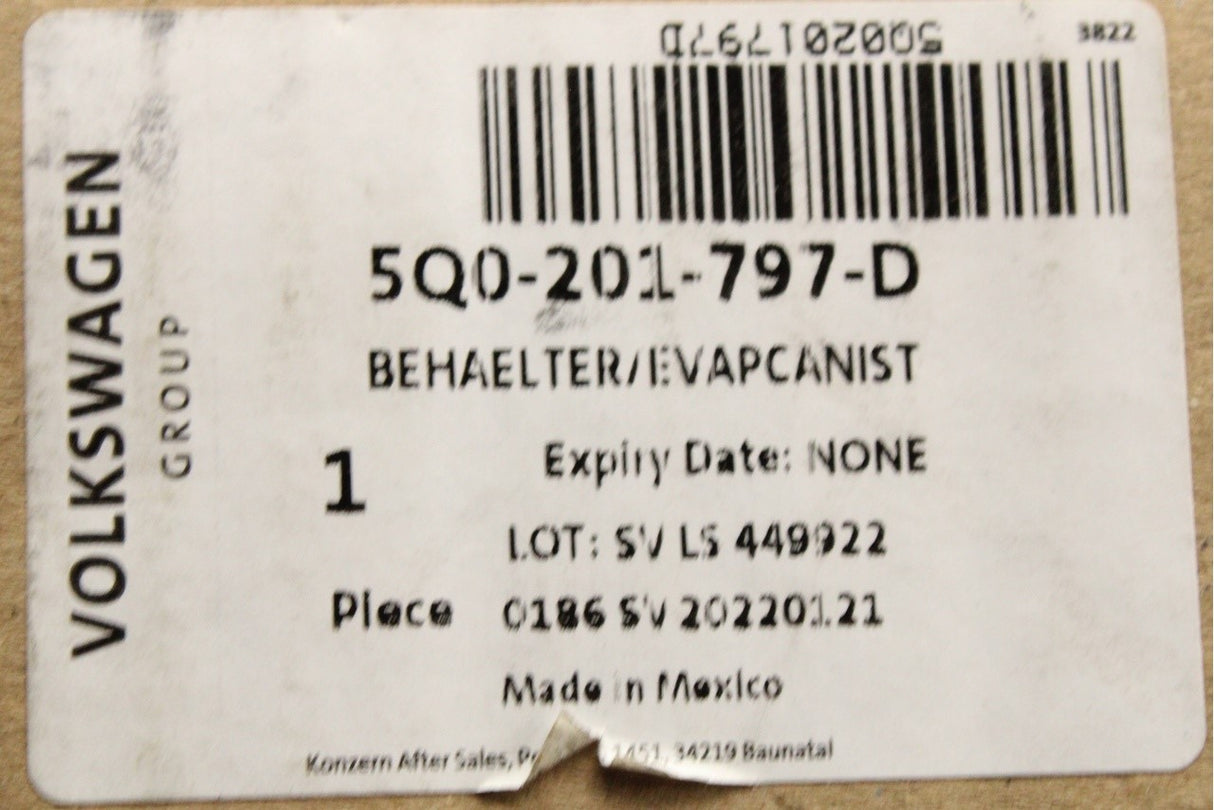 5Q0201797D
3822
VOLKSWAGEN
GROUP
5Q0-201-797-D
BEHAELTER/EVAPCANIST
1
Expiry Date: NONE
LOT: SV LS 449922
Piece
0186 SV 20220121
Made in Mexico
Konzern After Sales, 1451, 34219 Baunatal